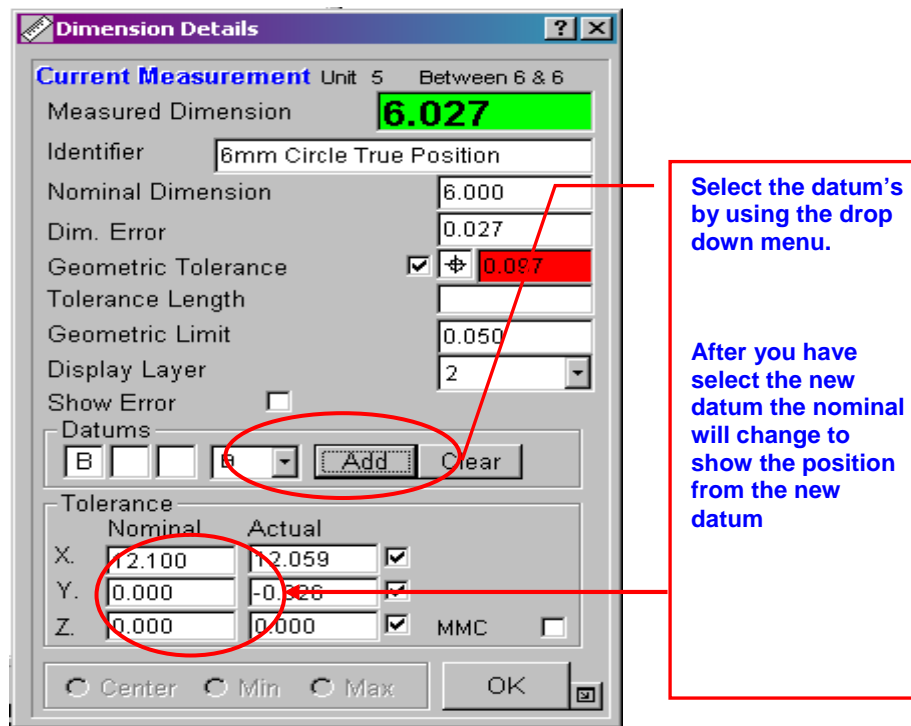 Dimension Details
Current Measurement Unit 5 Between 6 & 6
Measured Dimension 6.027
Identifier 6mm Circle True Position
Nominal Dimension 6.000
Dim. Error 0.027
Geometric Tolerance 0.097
Tolerance Length
Geometric Limit 0.050
Display Layer 2
Show Error
Datums
B B Add Clear
Tolerance
Nominal Actual
X. 12.100 12.059
Y. 0.000 -0.026
Z. 0.000 0.000 MMC
Center Min Max OK
Select the datum's
by using the drop
down menu.
After you have
select the new
datum the nominal
will change to
show the position
from the new
datum